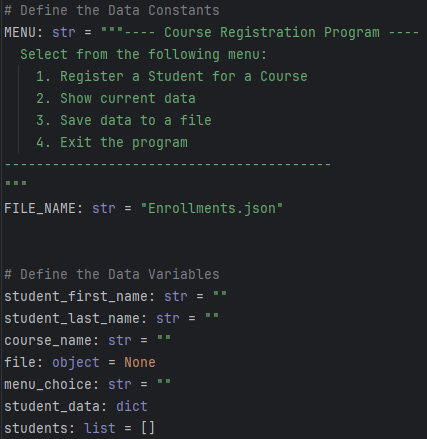 # Define the Data Constants
MENU: str = """---- Course Registration Program ----
  Select from the following menu:
    1. Register a Student for a Course
    2. Show current data
    3. Save data to a file
    4. Exit the program
-----------------------------------------
"""
FILE_NAME: str = "Enrollments.json"
# Define the Data Variables
student_first_name: str = ""
student_last_name: str = ""
course_name: str = ""
file: object = None
menu_choice: str = ""
student_data: dict
students: list = []